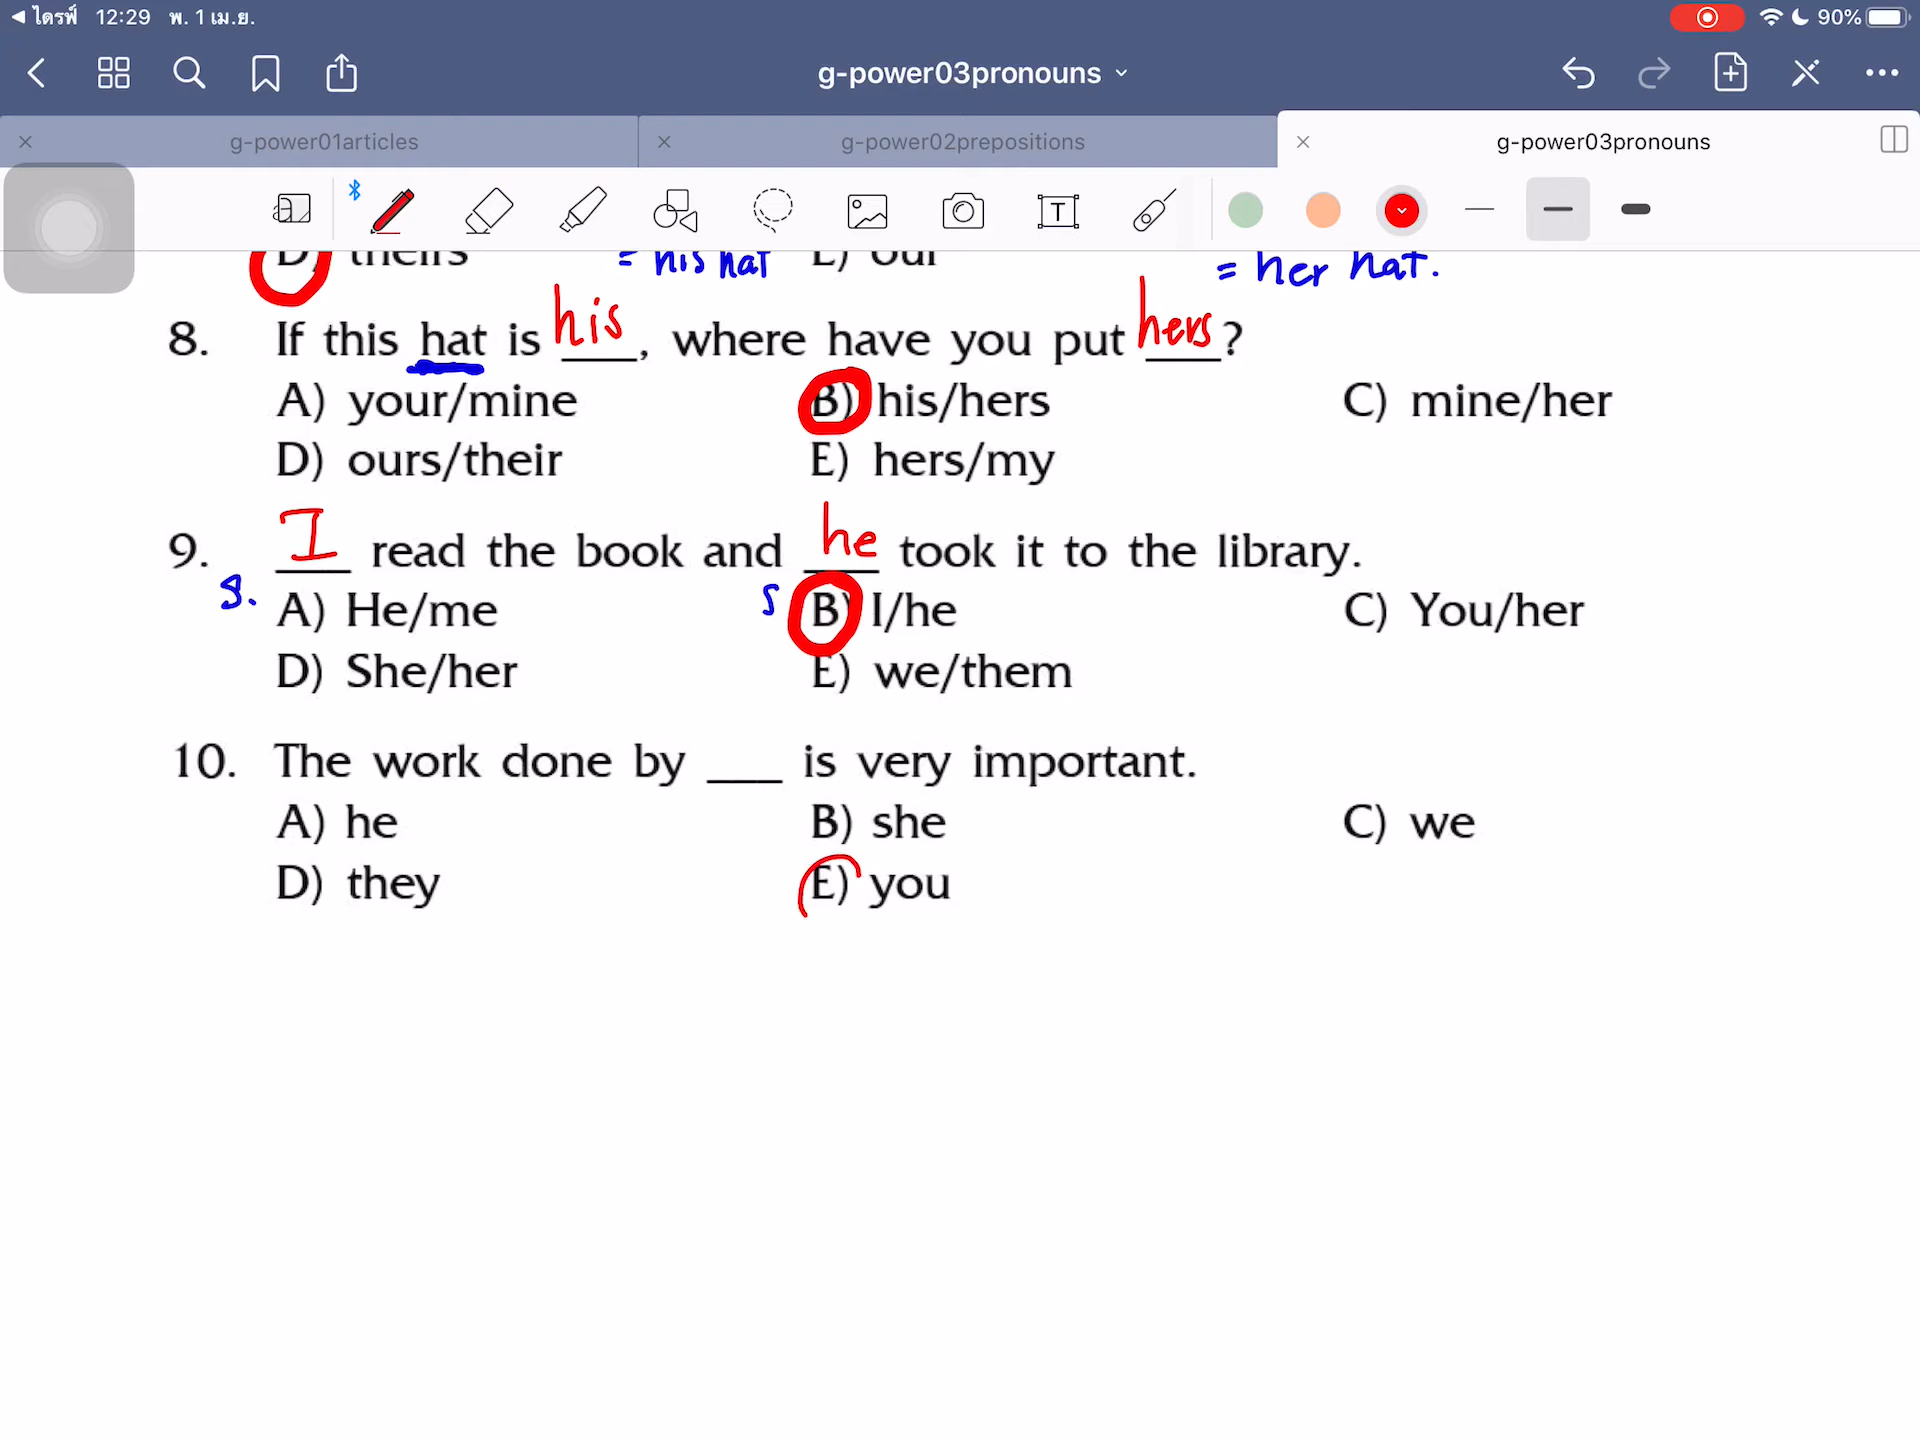 ไดรฟ์ 12:29 พ. 1 เม.ย. 90%
g-power03pronouns
g-power01articles g-power02prepositions g-power03pronouns
D) theirs = his hat E) our = her hat.
8. If this hat is his, where have you put hers?
A) your/mine B) his/hers C) mine/her
D) ours/their E) hers/my
9. I read the book and he took it to the library.
S. A) He/me S B) I/he C) You/her
D) She/her E) we/them
10. The work done by ___ is very important.
A) he B) she C) we
D) they E) you